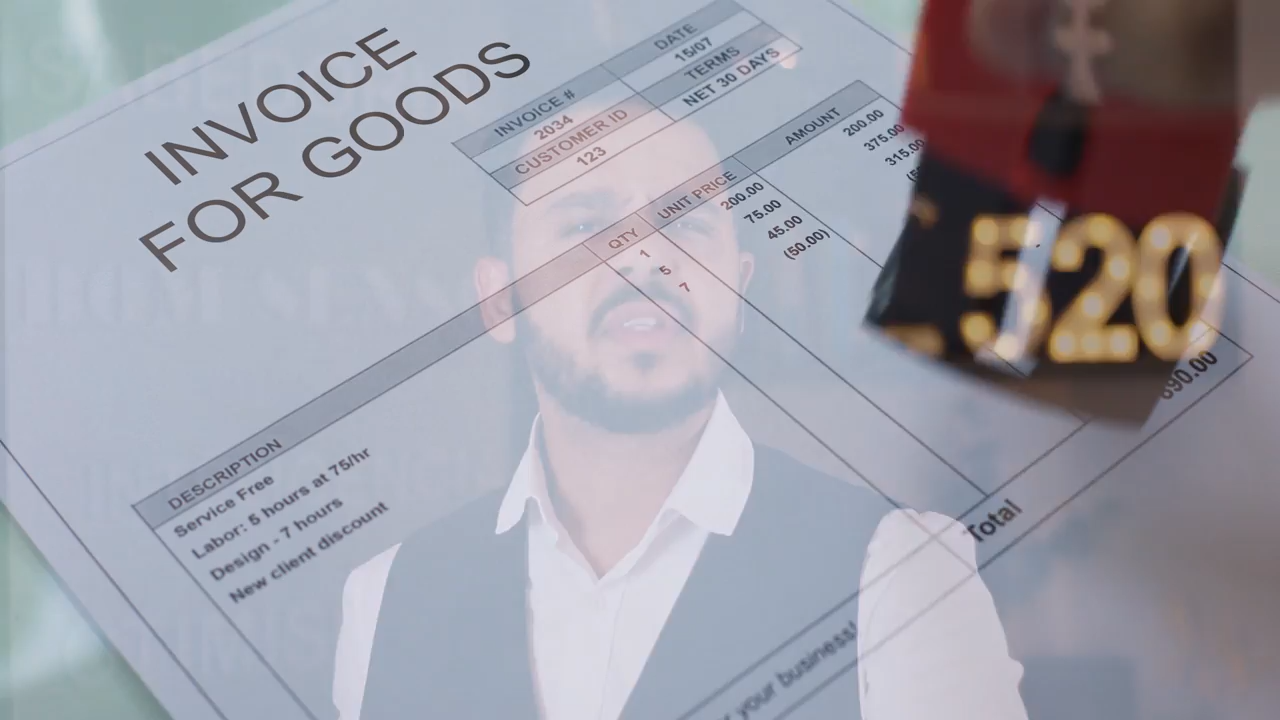 INVOICE
FOR GOODS
INVOICE #
DATE
2034
15/07
CUSTOMER ID
TERMS
123
NET 30 DAYS
DESCRIPTION
QTY
UNIT PRICE
AMOUNT
Service Free
1
200.00
200.00
Labor: 5 hours at 75/hr
5
75.00
375.00
Design - 7 hours
7
45.00
315.00
New client discount
(50.00)
Total
your business!
520